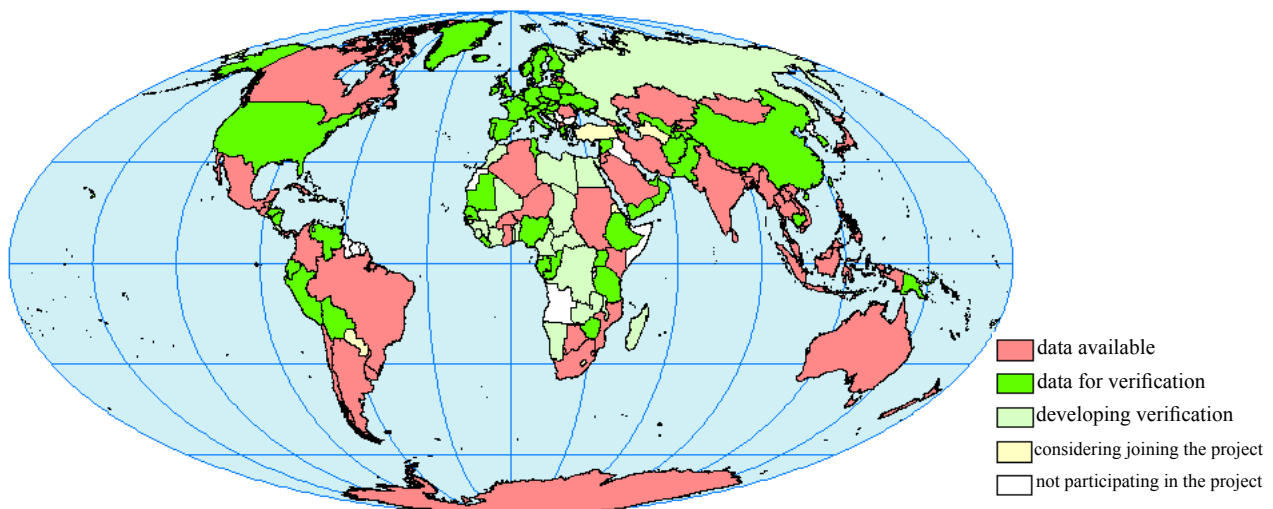 data available
data for verification
developing verification
considering joining the project
not participating in the project